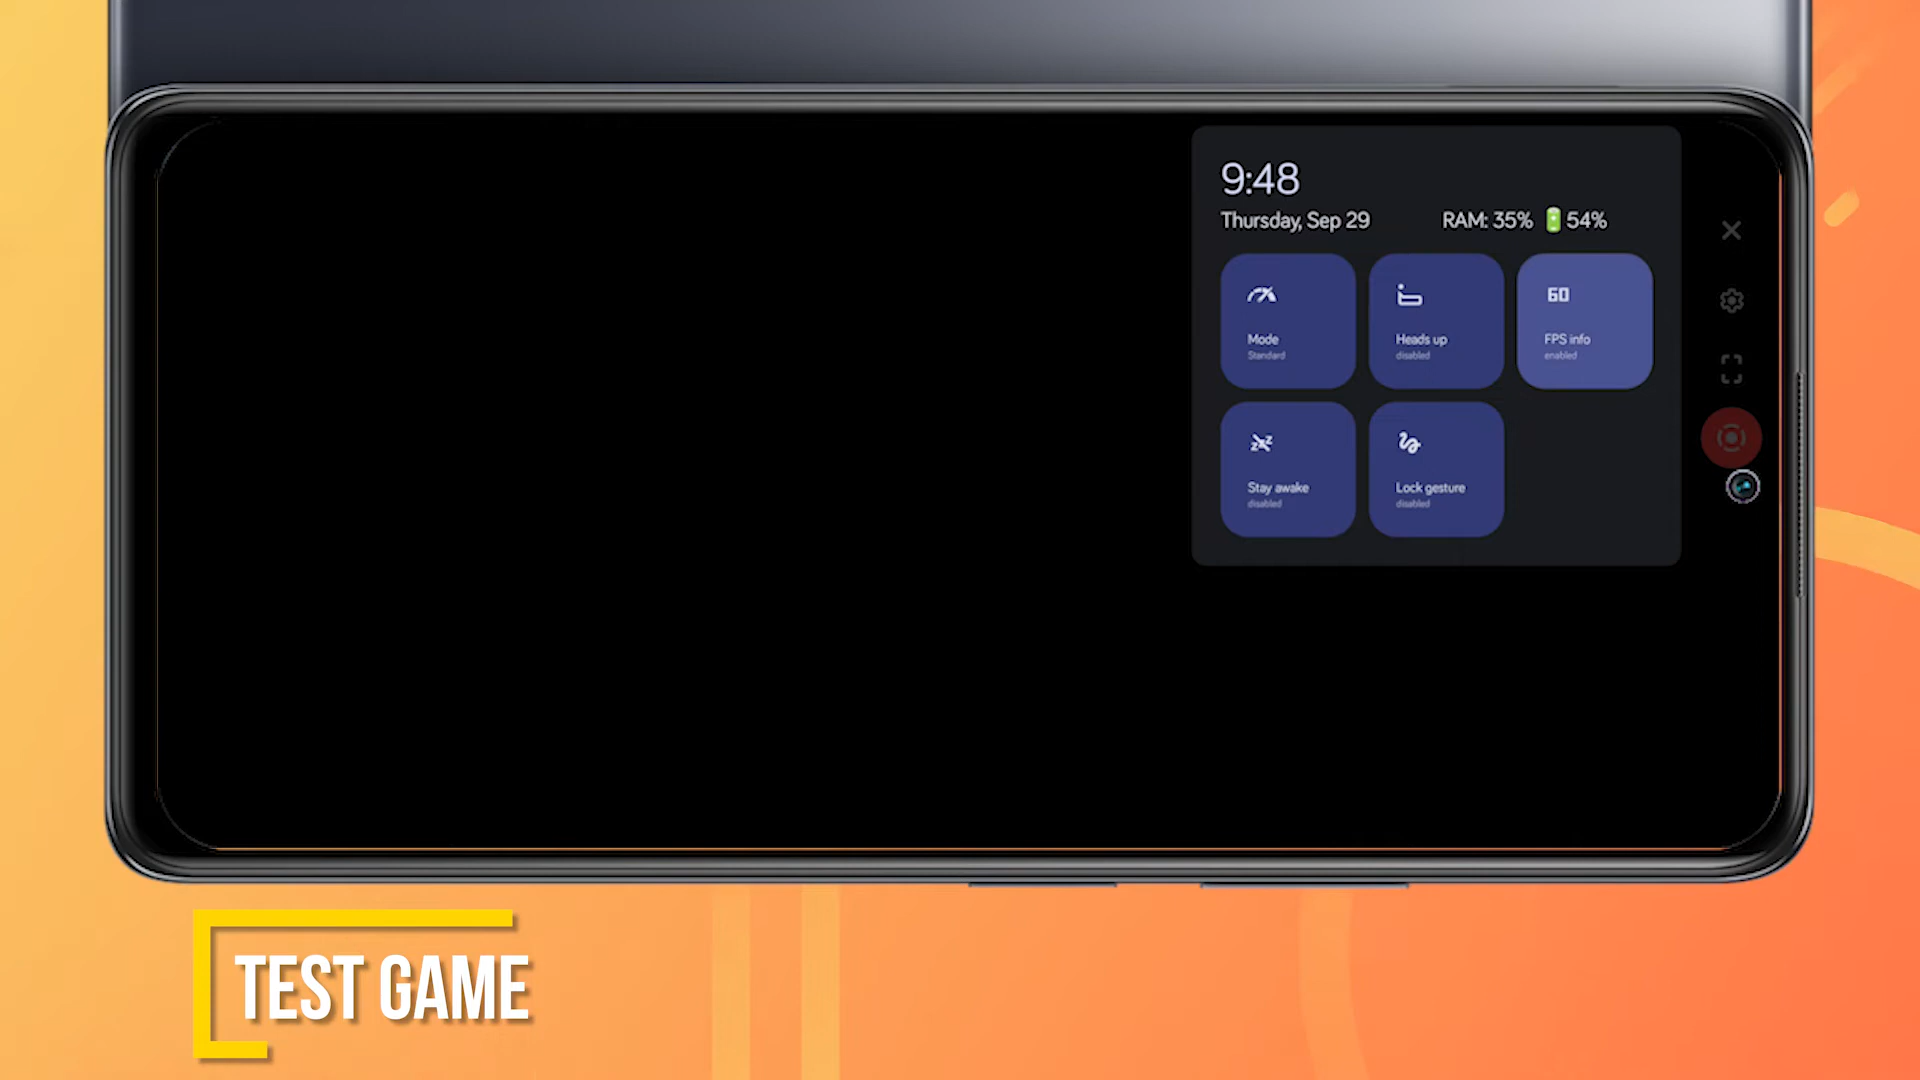 9:48
Thursday, Sep 29 RAM: 35% 54%
60
Mode
Standard
Heads up
disabled
FPS info
enabled
zzz
Stay awake
disabled
Lock gesture
disabled
TEST GAME